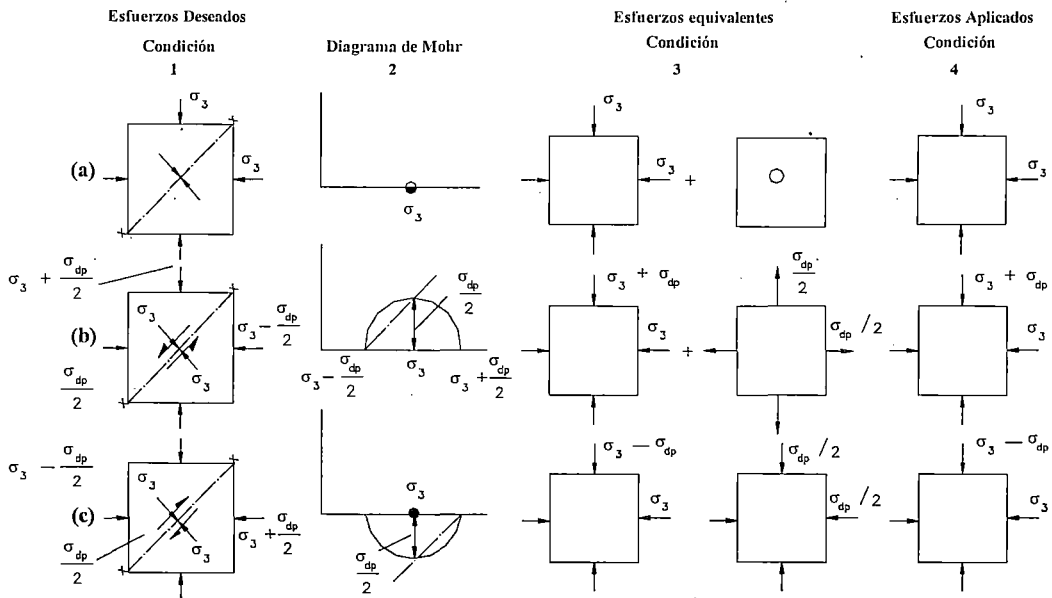 Esfuerzos Deseados
Condición
1
Diagrama de Mohr
2
Esfuerzos equivalentes
Condición
3
Esfuerzos Aplicados
Condición
4
(a)
σ3
σ3
σ3
σ3
σ3
+
σ3
σ3
(b)
σ3 + σdp/2
σ3
σ3
σ3 − σdp/2
σdp/2
σdp/2
σ3 − σdp/2
σ3
σ3 + σdp/2
σ3 + σdp
σ3
+
σdp/2
σdp/2
σ3 + σdp
σ3
(c)
σ3 − σdp/2
σ3
σ3
σ3 + σdp/2
σdp/2
σ3
σdp/2
σ3 − σdp
σ3
σdp/2
σdp/2
σ3 − σdp
σ3